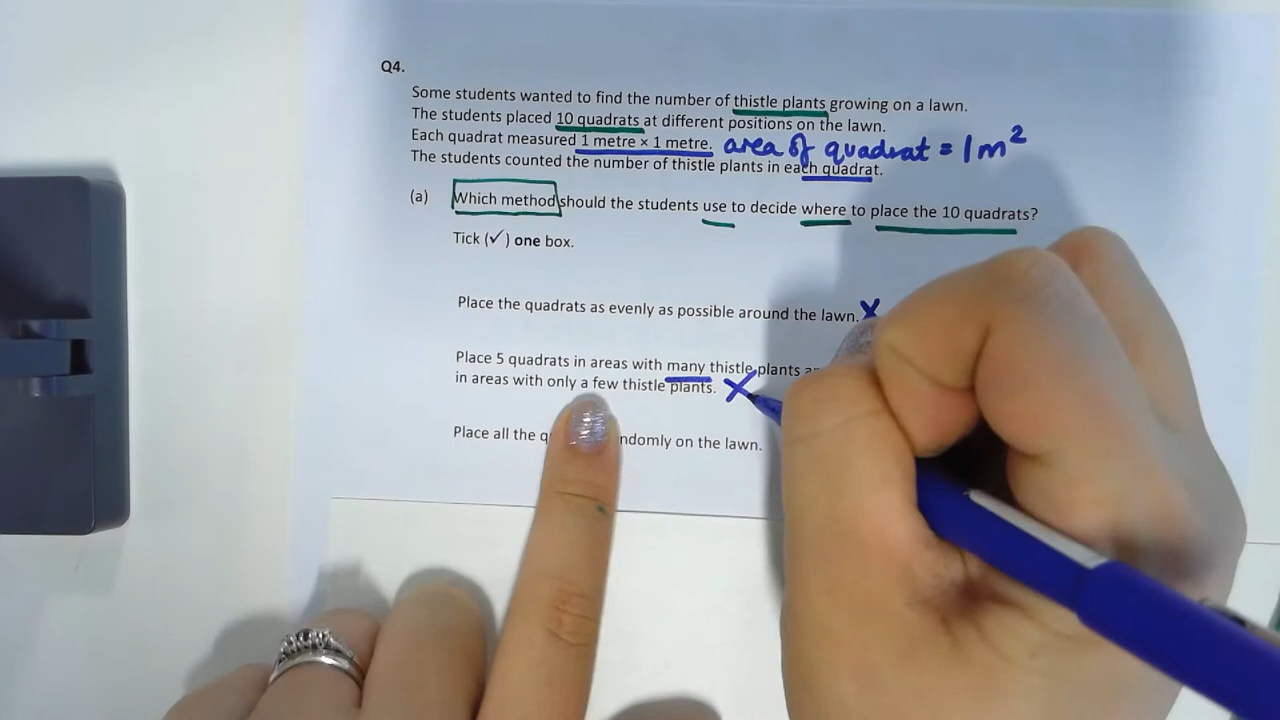 Q4.
Some students wanted to find the number of thistle plants growing on a lawn.
The students placed 10 quadrats at different positions on the lawn.
Each quadrat measured 1 metre × 1 metre. area of quadrat = 1m²
The students counted the number of thistle plants in each quadrat.
(a) Which method should the students use to decide where to place the 10 quadrats?
Tick (✓) one box.
Place the quadrats as evenly as possible around the lawn. X
Place 5 quadrats in areas with many thistle plants
in areas with only a few thistle plants. X
Place all the on the lawn.